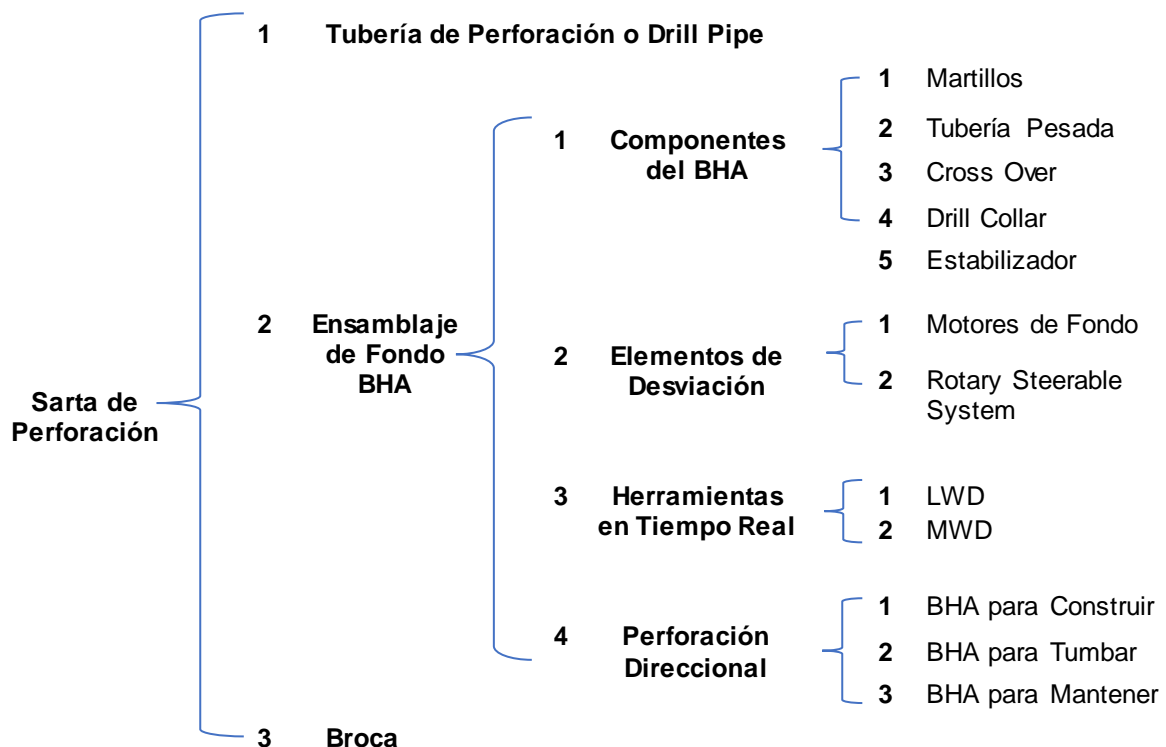 1 Tubería de Perforación o Drill Pipe
1 Martillos
2 Tubería Pesada
1 Componentes
del BHA
3 Cross Over
4 Drill Collar
5 Estabilizador
2 Ensamblaje
de Fondo
BHA
1 Motores de Fondo
2 Elementos de
Desviación
2 Rotary Steerable
System
Sarta de
Perforación
3 Herramientas
en Tiempo Real
1 LWD
2 MWD
4 Perforación
Direccional
1 BHA para Construir
2 BHA para Tumbar
3 BHA para Mantener
3 Broca